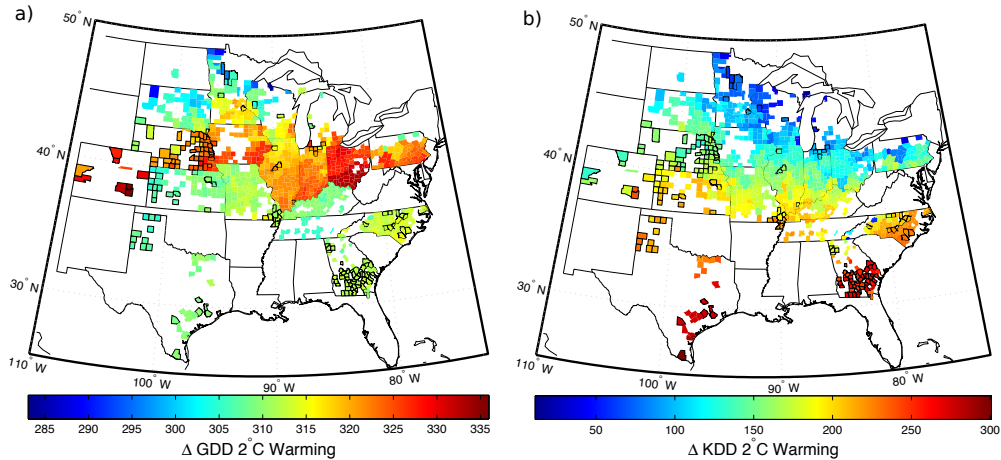 a)
50° N
40° N
30° N
110° W
100° W
90° W
80° W
285 290 295 300 305 310 315 320 325 330 335
Δ GDD 2°C Warming
b)
50° N
40° N
30° N
110° W
100° W
90° W
80° W
50 100 150 200 250 300
Δ KDD 2°C Warming